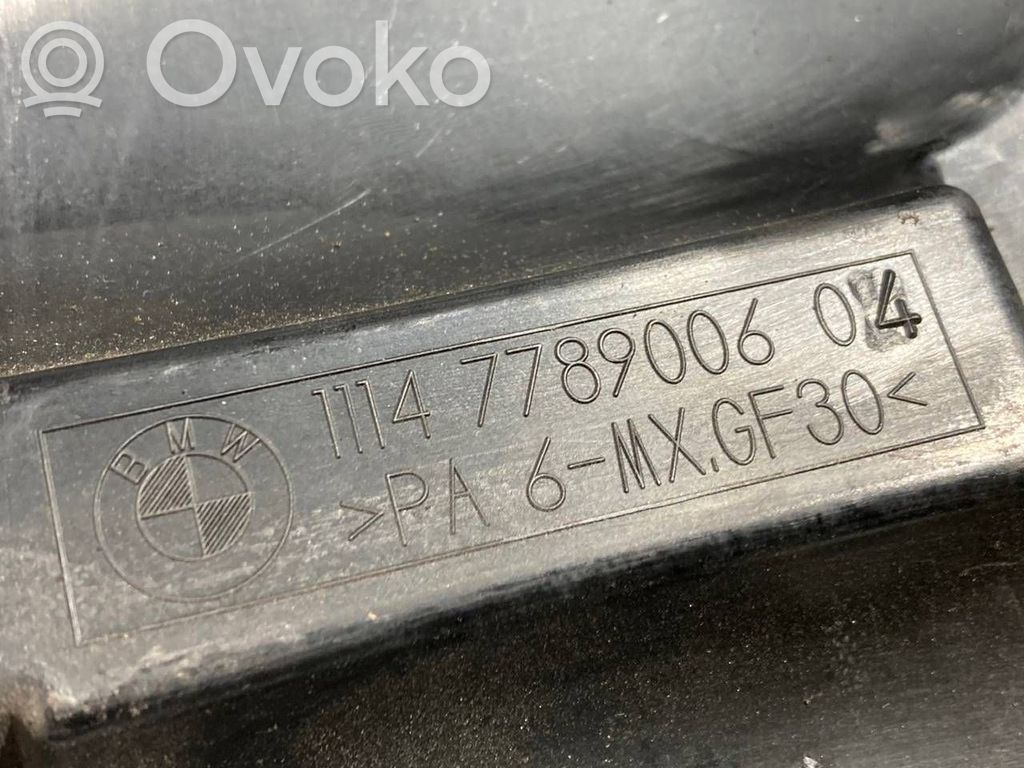 Ovoko
1114 7789006 04
BMW
>PA 6-MX.GF30<